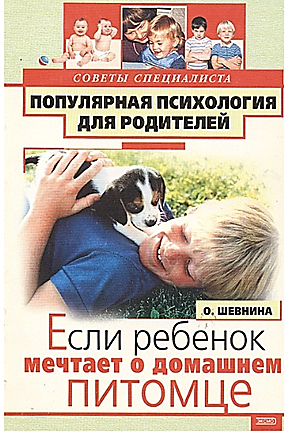 СОВЕТЫ СПЕЦИАЛИСТА
ПОПУЛЯРНАЯ ПСИХОЛОГИЯ
ДЛЯ РОДИТЕЛЕЙ
О. ШЕВНИНА
Если ребенок
мечтает о домашнем
питомце